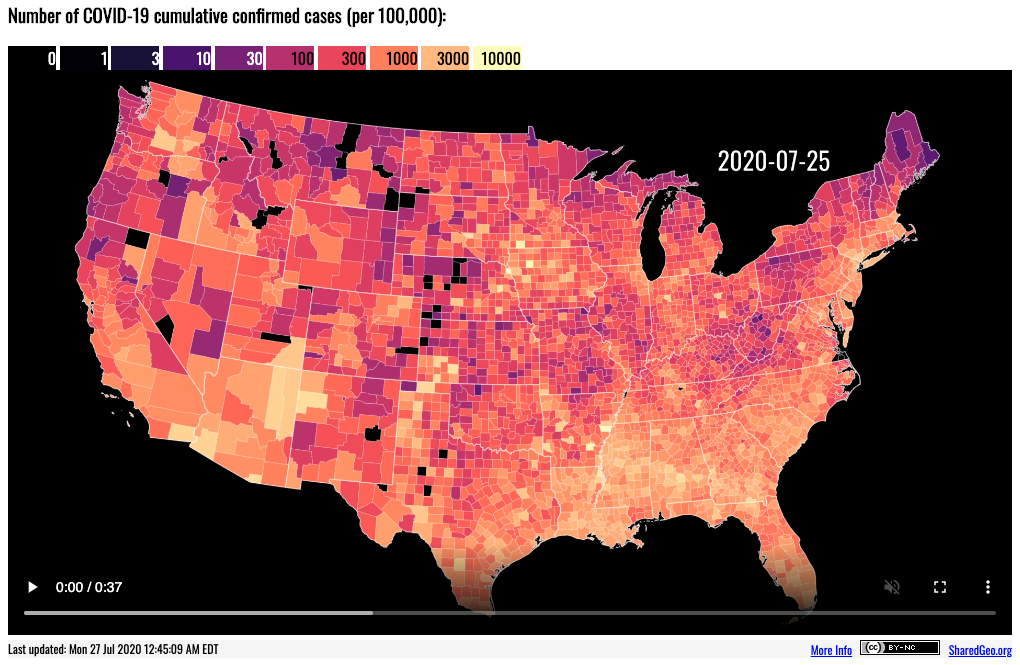 Number of COVID-19 cumulative confirmed cases (per 100,000):
0 1 3 10 30 100 300 1000 3000 10000
2020-07-25
0:00 / 0:37
Last updated: Mon 27 Jul 2020 12:45:09 AM EDT More Info (cc) BY-NC SharedGeo.org